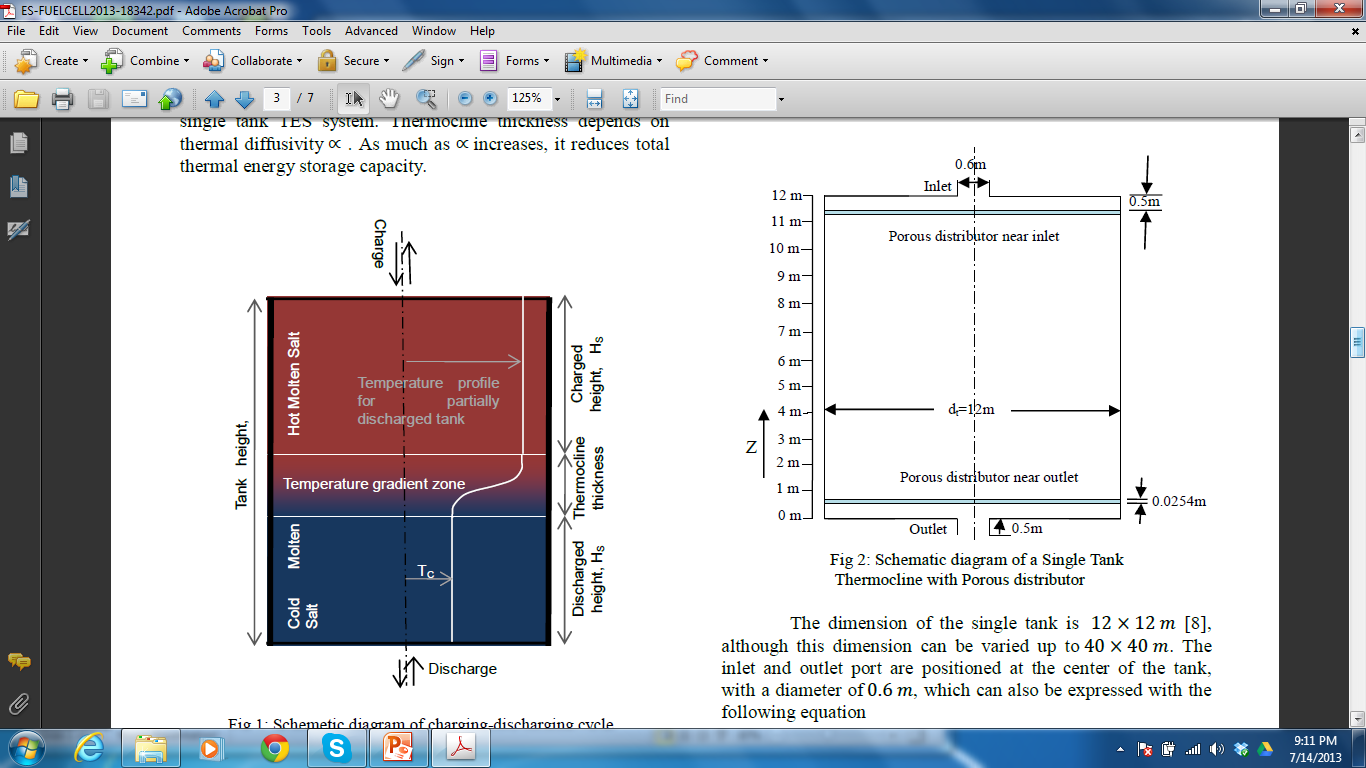 ES-FUELCELL2013-18342.pdf - Adobe Acrobat Pro
File Edit View Document Comments Forms Tools Advanced Window Help
Create Combine Collaborate Secure Sign Forms Multimedia Comment
3 / 7 125% Find
single tank TES system. Thermocline thickness depends on
thermal diffusivity ∝ . As much as ∝ increases, it reduces total
thermal energy storage capacity.
Charge
Tank height,
Hot Molten Salt
Temperature profile
for partially
discharged tank
Charged
height, Hs
Temperature gradient zone
Thermocline
thickness
Cold Molten
Salt
Tc
Discharged
height, Hs
Discharge
Fig 1: Schemetic diagram of charging-discharging cycle
0.6m
Inlet
12 m
0.5m
11 m
Porous distributor near inlet
10 m
9 m
8 m
7 m
6 m
5 m
4 m
dt=12m
Z
3 m
2 m
Porous distributor near outlet
1 m
0.0254m
0 m
Outlet
0.5m
Fig 2: Schematic diagram of a Single Tank
Thermocline with Porous distributor
The dimension of the single tank is 12 × 12 m [8],
although this dimension can be varied up to 40 × 40 m. The
inlet and outlet port are positioned at the center of the tank,
with a diameter of 0.6 m, which can also be expressed with the
following equation
9:11 PM
7/14/2013